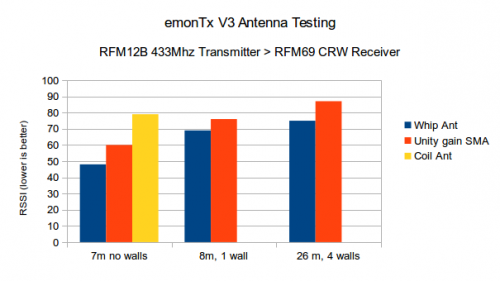 emonTx V3 Antenna Testing
RFM12B 433Mhz Transmitter > RFM69 CRW Receiver
RSSI (lower is better)
100
90
80
70
60
50
40
30
20
10
0
7m no walls
8m, 1 wall
26 m, 4 walls
Whip Ant
Unity gain SMA
Coil Ant